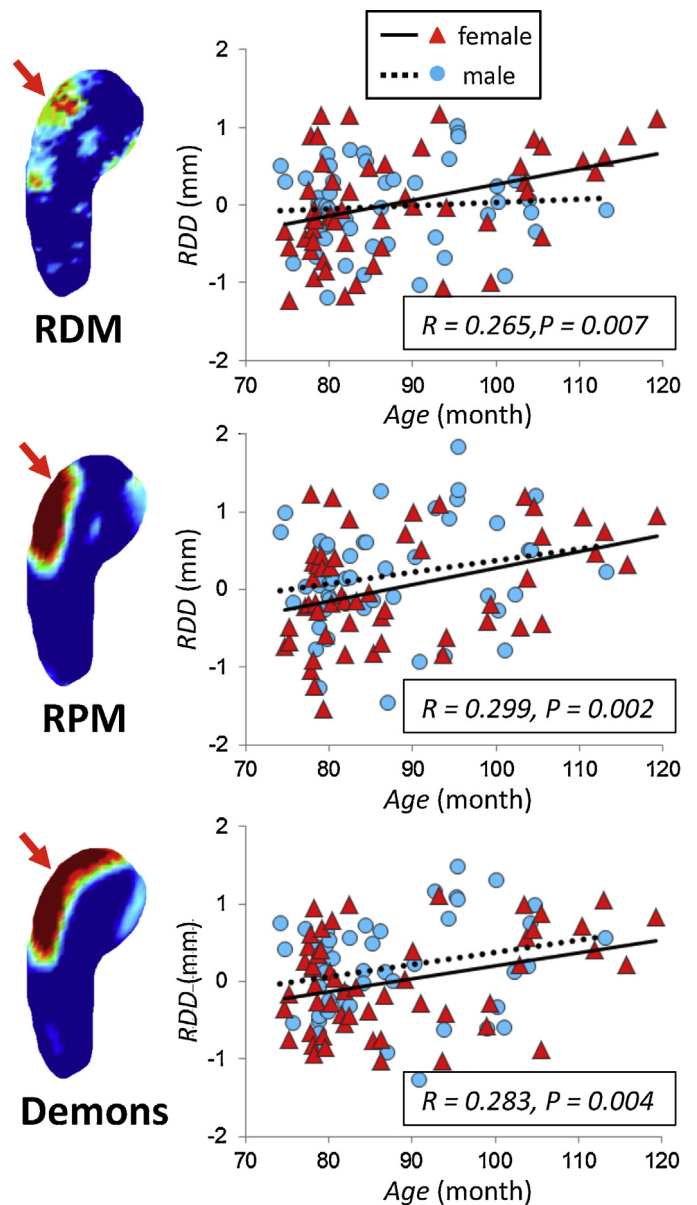 female
male
2
1
0
-1
-2
RDD (mm)
RDM
R = 0.265,P = 0.007
70 80 90 100 110 120
Age (month)
2
1
0
-1
-2
RDD (mm)
RPM
R = 0.299, P = 0.002
70 80 90 100 110 120
Age (month)
2
1
0
-1
-2
RDD (mm)
Demons
R = 0.283, P = 0.004
70 80 90 100 110 120
Age (month)